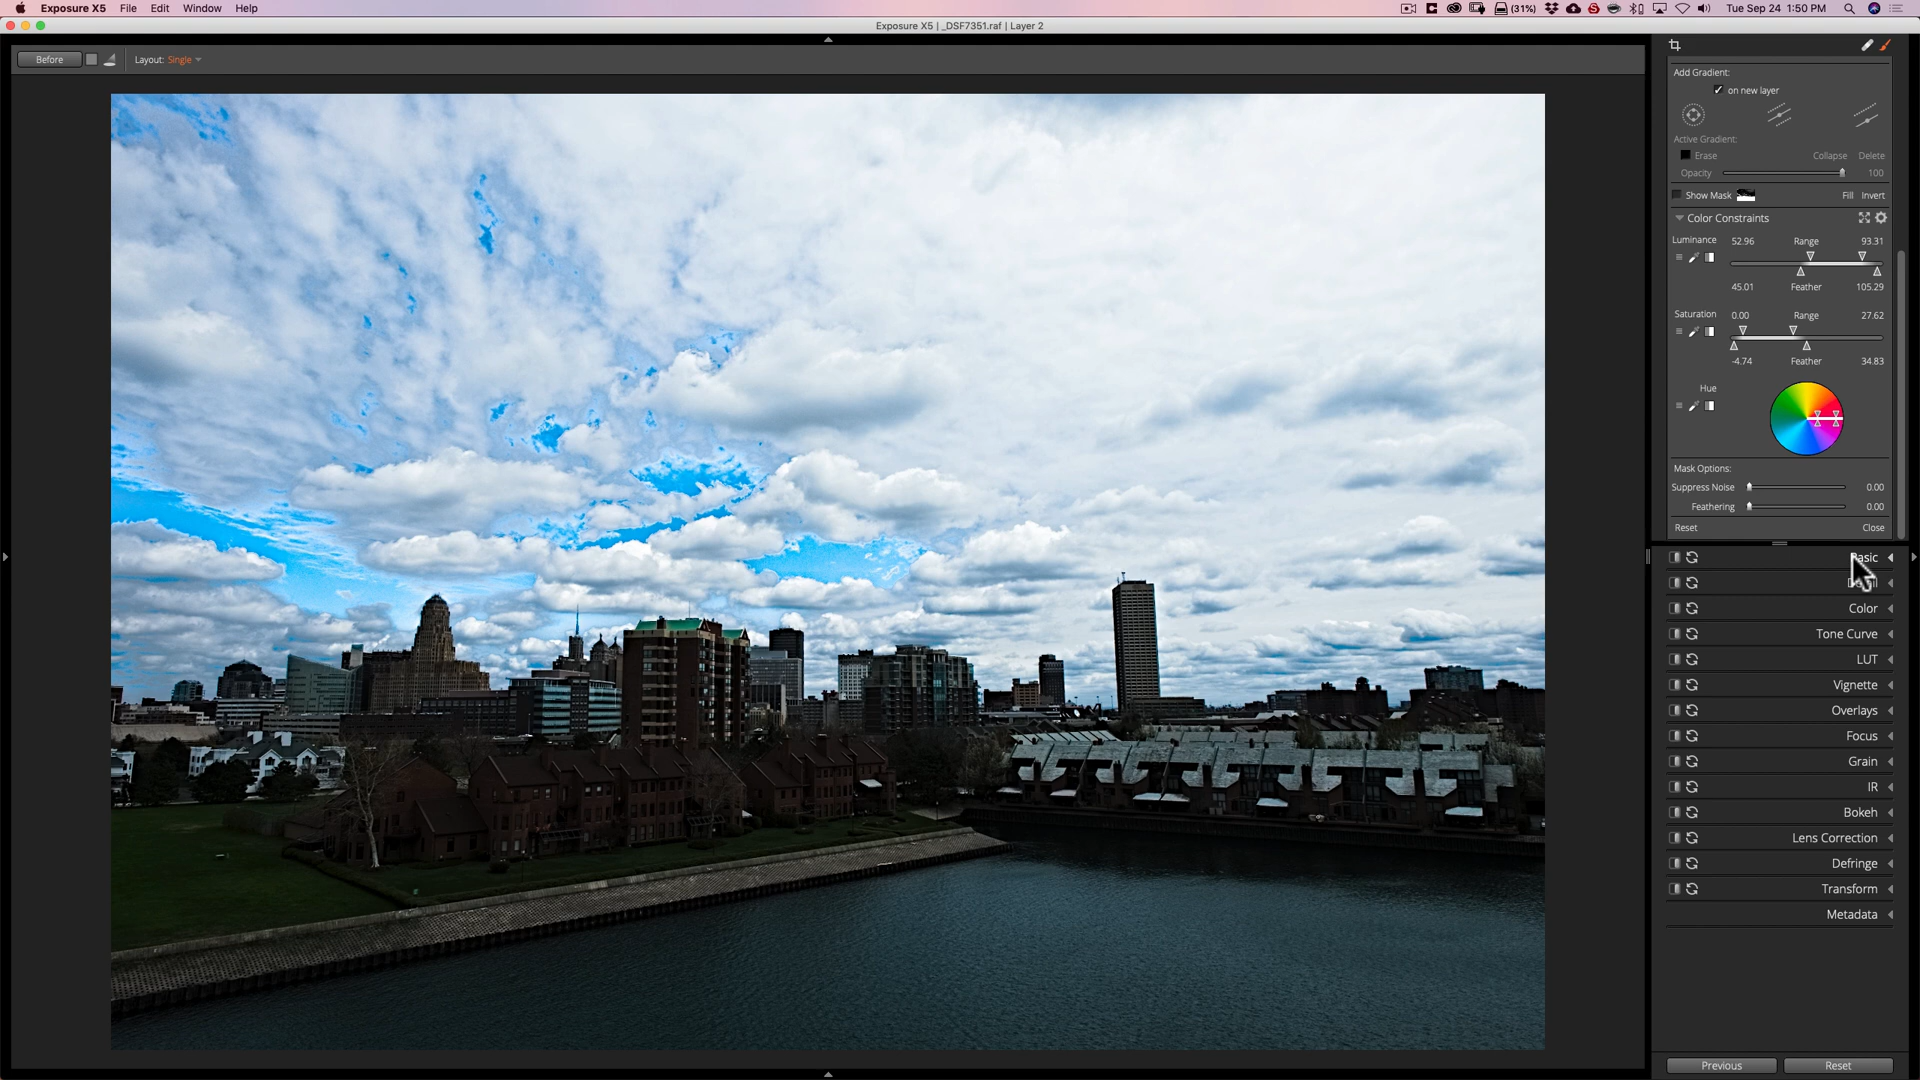 Exposure X5 File Edit Window Help
(31%) Tue Sep 24 1:50 PM
Exposure X5 | _DSF7351.raf | Layer 2
Before Layout: Single
Add Gradient:
on new layer
Active Gradient:
Erase Collapse Delete
Opacity 100
Show Mask Fill Invert
Color Constraints
Luminance 52.96 Range 93.31
45.01 Feather 105.29
Saturation 0.00 Range 27.62
-4.74 Feather 34.83
Hue
Mask Options:
Suppress Noise 0.00
Feathering 0.00
Reset Close
Basic
Color
Tone Curve
LUT
Vignette
Overlays
Focus
Grain
IR
Bokeh
Lens Correction
Defringe
Transform
Metadata
Previous Reset